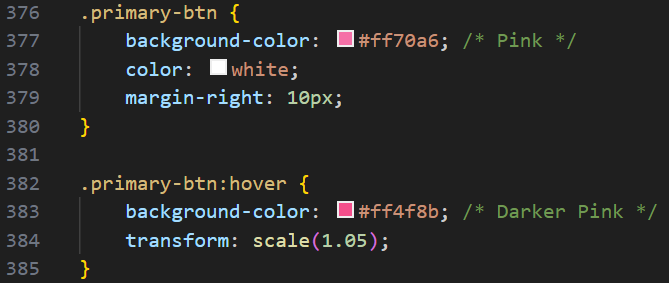 376 .primary-btn {
377     background-color: #ff70a6; /* Pink */
378     color: white;
379     margin-right: 10px;
380 }
381
382 .primary-btn:hover {
383     background-color: #ff4f8b; /* Darker Pink */
384     transform: scale(1.05);
385 }